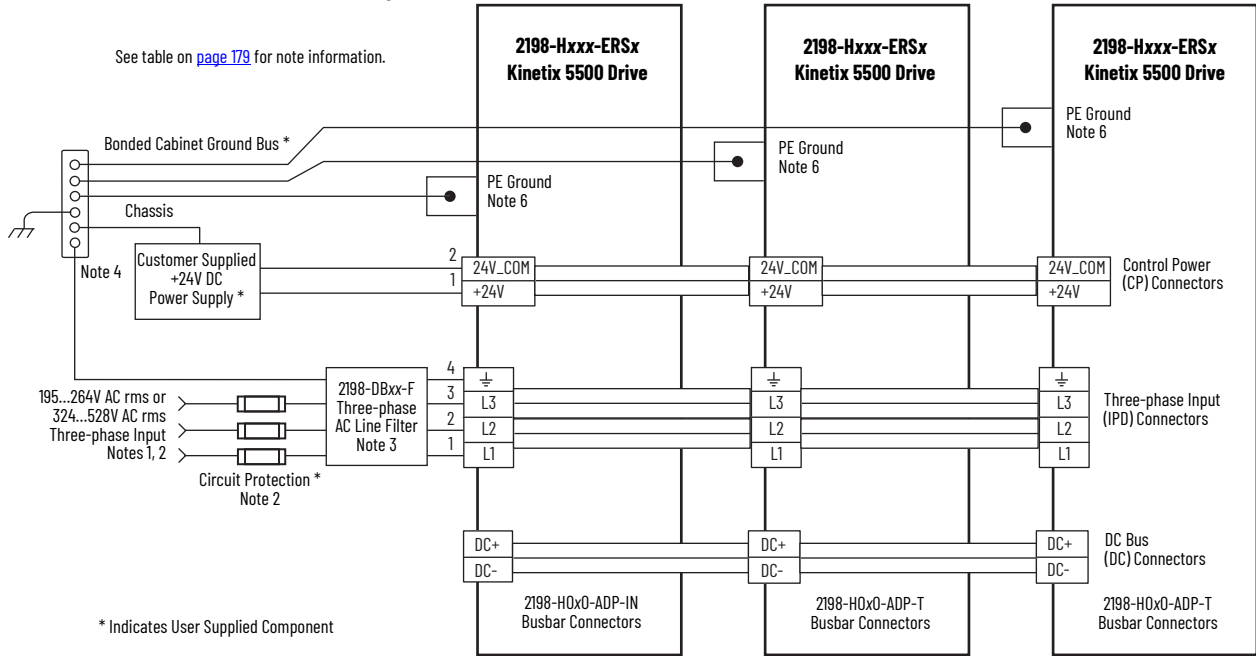 2198-Hxxx-ERSx
Kinetix 5500 Drive
2198-Hxxx-ERSx
Kinetix 5500 Drive
2198-Hxxx-ERSx
Kinetix 5500 Drive
See table on page 179 for note information.
PE Ground
Note 6
PE Ground
Note 6
PE Ground
Note 6
Bonded Cabinet Ground Bus *
Chassis
Note 4
Customer Supplied
+24V DC
Power Supply *
2
1
24V_COM
+24V
24V_COM
+24V
24V_COM
+24V
Control Power
(CP) Connectors
195...264V AC rms or
324...528V AC rms
Three-phase Input
Notes 1, 2
Circuit Protection *
Note 2
2198-DBxx-F
Three-phase
AC Line Filter
Note 3
4
3
2
1
L3
L2
L1
L3
L2
L1
L3
L2
L1
Three-phase Input
(IPD) Connectors
DC+
DC-
DC+
DC-
DC+
DC-
DC Bus
(DC) Connectors
2198-H0x0-ADP-IN
Busbar Connectors
2198-H0x0-ADP-T
Busbar Connectors
2198-H0x0-ADP-T
Busbar Connectors
* Indicates User Supplied Component